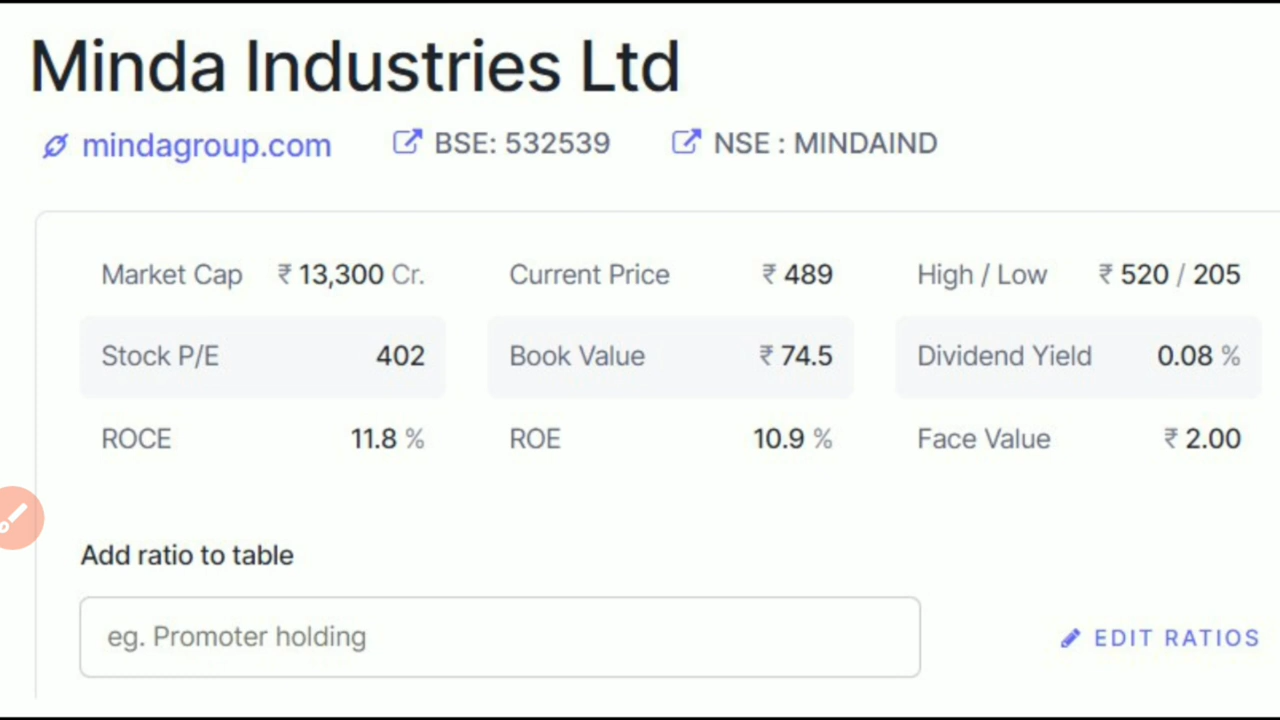 Minda Industries Ltd
mindagroup.com BSE: 532539 NSE : MINDAIND
Market Cap ₹ 13,300 Cr. Current Price ₹ 489 High / Low ₹ 520 / 205
Stock P/E 402 Book Value ₹ 74.5 Dividend Yield 0.08 %
ROCE 11.8 % ROE 10.9 % Face Value ₹ 2.00
Add ratio to table
eg. Promoter holding EDIT RATIOS